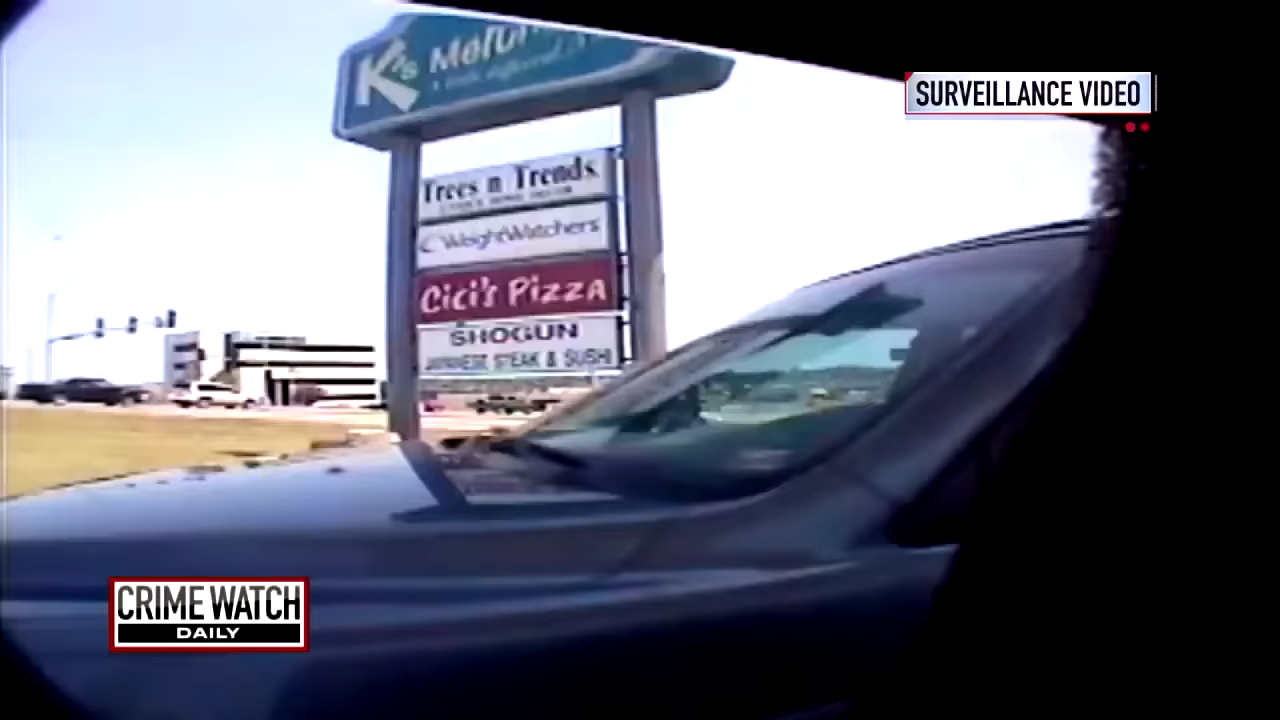 K's
SURVEILLANCE VIDEO
Trees n Trends
WeightWatchers
Cici's Pizza
SHOGUN
JAPANESE STEAK & SUSHI
CRIME WATCH
DAILY